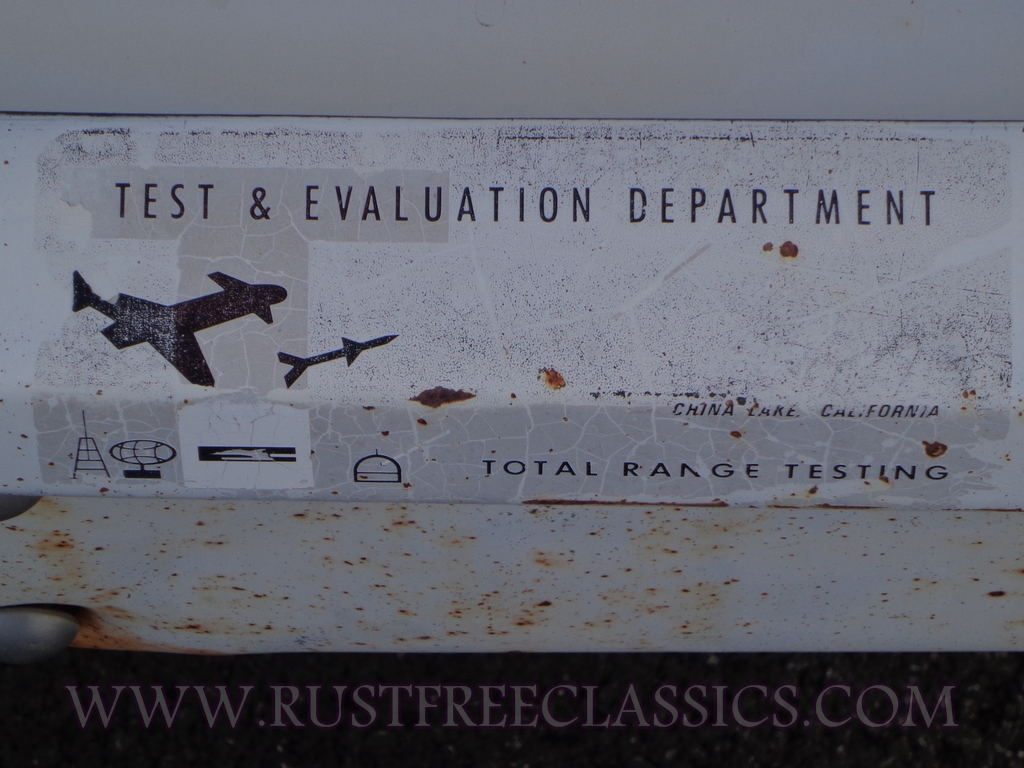 TEST & EVALUATION DEPARTMENT
CHINA LAKE, CALIFORNIA
TOTAL RANGE TESTING
WWW.RUSTFREECLASSICS.COM